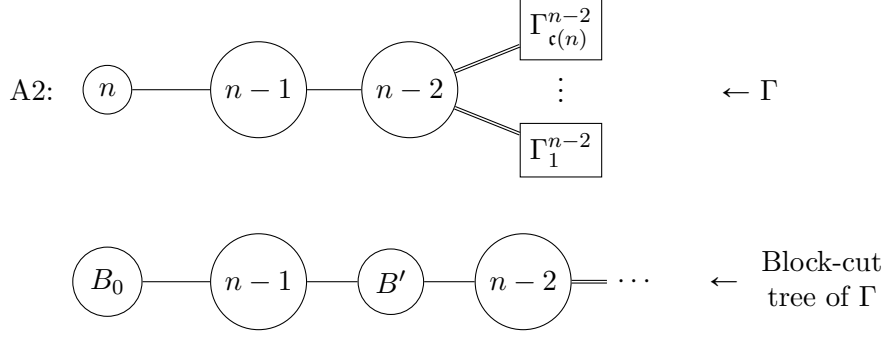 Γ^{n−2}_{𝔠(n)}
A2: n n − 1 n − 2 ⋮ ← Γ
Γ^{n−2}_1
B_0 n − 1 B′ n − 2 ⋯ ← Block-cut
tree of Γ